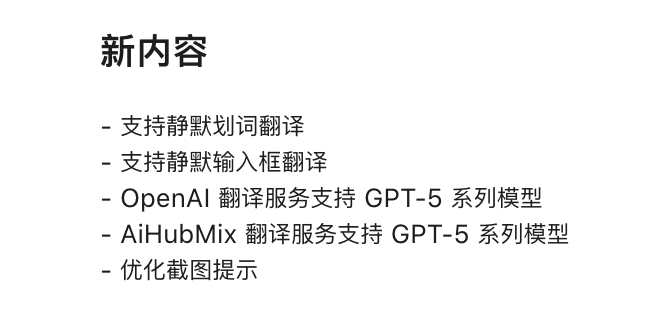 新内容
- 支持静默划词翻译
- 支持静默输入框翻译
- OpenAI 翻译服务支持 GPT-5 系列模型
- AiHubMix 翻译服务支持 GPT-5 系列模型
- 优化截图提示